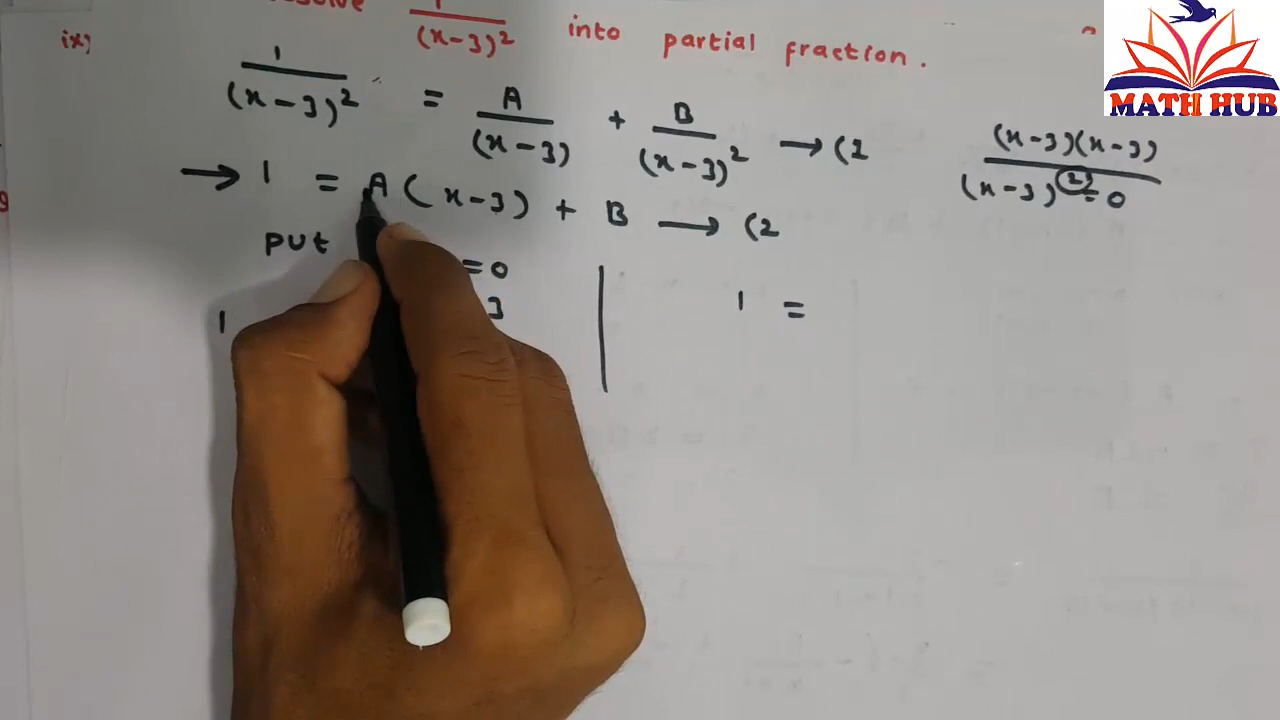 ix) 1/(x-3)² into partial fraction.
1/(x-3)² = A/(x-3) + B/(x-3)² → (2
(x-3)(x-3)/(x-3)² = 0
→ 1 = A(x-3) + B → (2
put =0
3
1
1 =
MATH HUB